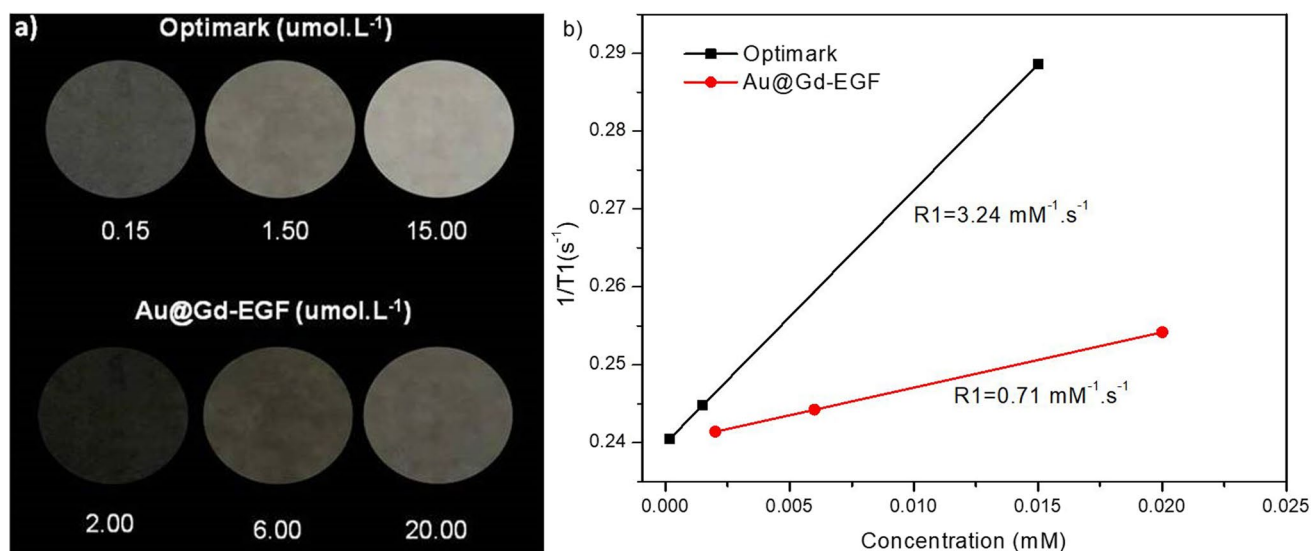 a)
Optimark (umol.L⁻¹)
0.15 1.50 15.00
Au@Gd-EGF (umol.L⁻¹)
2.00 6.00 20.00
b)
Optimark
Au@Gd-EGF
R1=3.24 mM⁻¹.s⁻¹
R1=0.71 mM⁻¹.s⁻¹
1/T1(s⁻¹)
0.29
0.28
0.27
0.26
0.25
0.24
0.000 0.005 0.010 0.015 0.020 0.025
Concentration (mM)